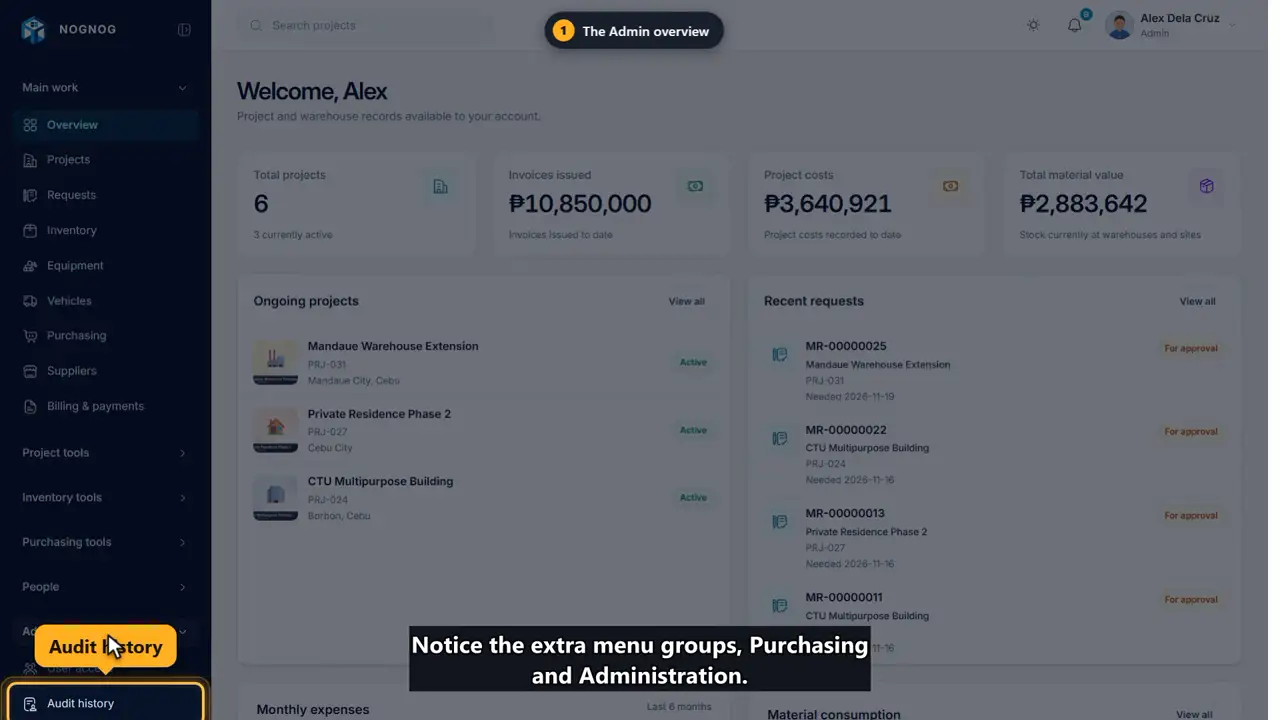 NOGNOG
Search projects
1 The Admin overview
8
Alex Dela Cruz
Admin
Main work
Overview
Projects
Requests
Inventory
Equipment
Vehicles
Purchasing
Suppliers
Billing & payments
Project tools
Inventory tools
Purchasing tools
People
Audit history
Audit history
Welcome, Alex
Project and warehouse records available to your account.
Total projects
6
3 currently active
Invoices issued
₱10,850,000
Invoices issued to date
Project costs
₱3,640,921
Project costs recorded to date
Total material value
₱2,883,642
Stock currently at warehouses and sites
Ongoing projects
View all
Mandaue Warehouse Extension
PRJ-031
Mandaue City, Cebu
Active
Private Residence Phase 2
PRJ-027
Cebu City
Active
CTU Multipurpose Building
PRJ-024
Borbon, Cebu
Active
Recent requests
View all
MR-00000025
Mandaue Warehouse Extension
PRJ-031
Needed 2026-11-19
For approval
MR-00000022
CTU Multipurpose Building
PRJ-024
Needed 2026-11-16
For approval
MR-00000013
Private Residence Phase 2
PRJ-027
Needed 2026-11-16
For approval
MR-00000011
CTU Multipurpose Building
For approval
Notice the extra menu groups, Purchasing
and Administration.
Monthly expenses
Last 6 months
Material consumption
View all